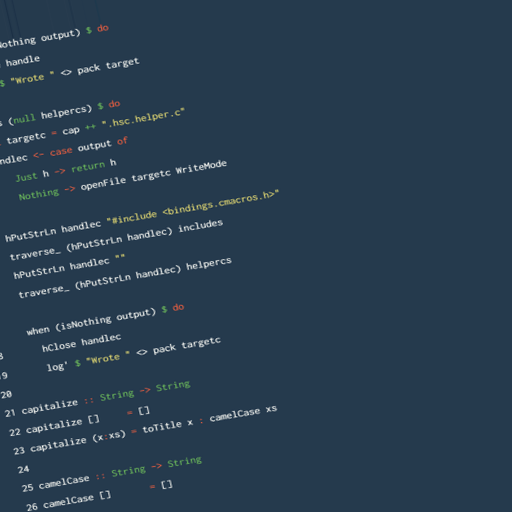 Nothing output) $ do
handle
$ "Wrote " <> pack target
(null helpercs) $ do
targetc = cap ++ ".hsc.helper.c"
handlec <- case output of
Just h -> return h
Nothing -> openFile targetc WriteMode
hPutStrLn handlec "#include <bindings.cmacros.h>"
traverse_ (hPutStrLn handlec) includes
hPutStrLn handlec ""
traverse_ (hPutStrLn handlec) helpercs
when (isNothing output) $ do
8 hClose handlec
19 log' $ "Wrote " <> pack targetc
20
21 capitalize :: String -> String
22 capitalize [] = []
23 capitalize (x:xs) = toTitle x : camelCase xs
24
25 camelCase :: String -> String
26 camelCase [] = []